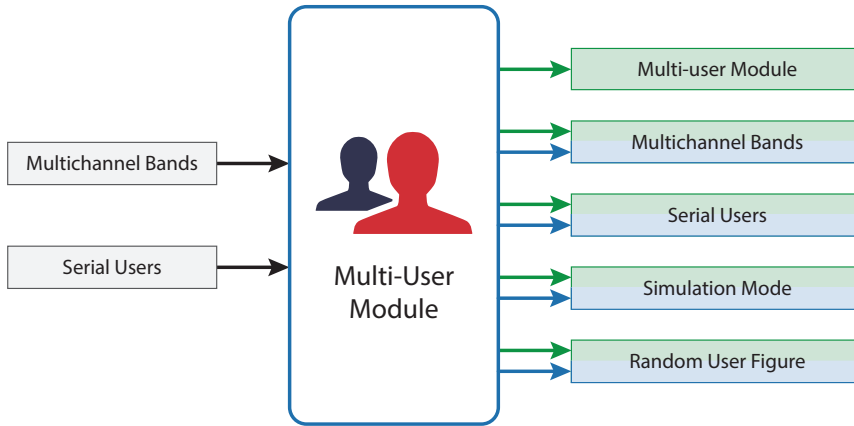 Multichannel Bands
Serial Users
Multi-User
Module
Multi-user Module
Multichannel Bands
Serial Users
Simulation Mode
Random User Figure